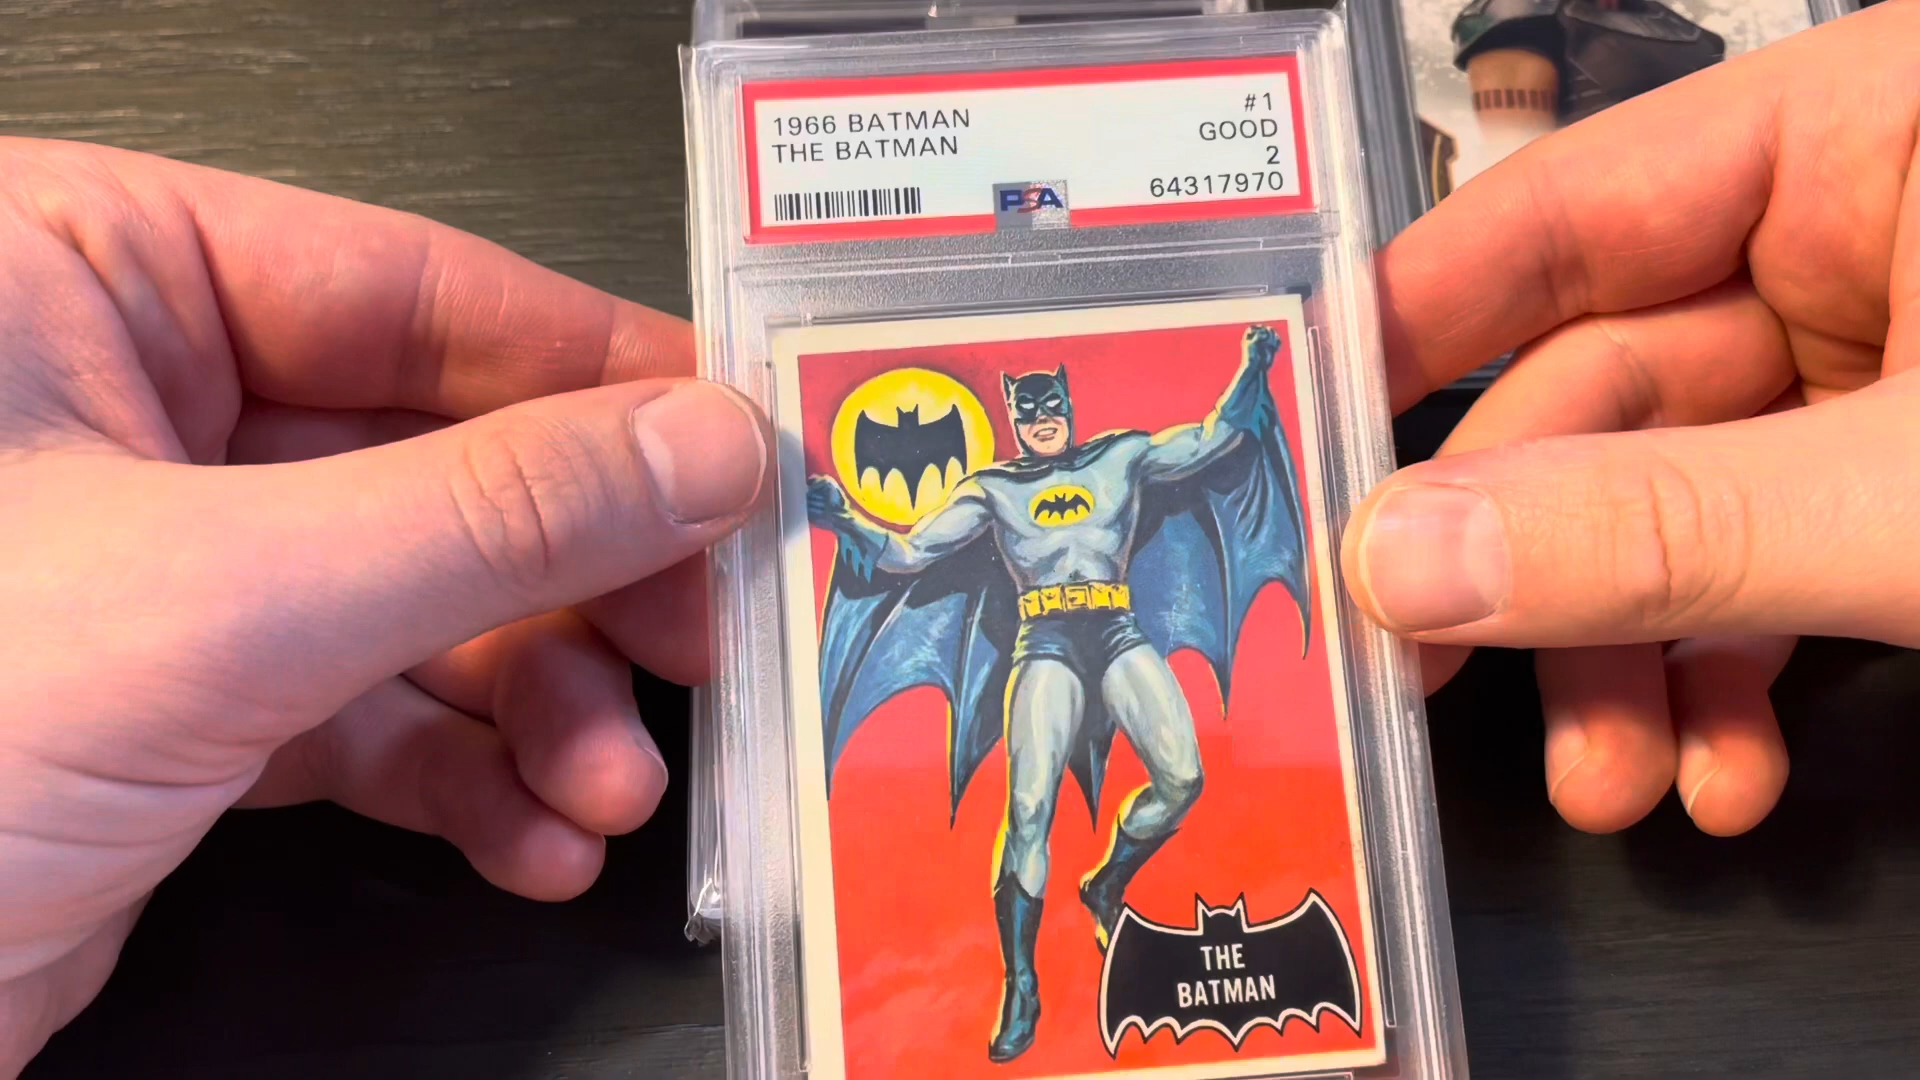 1966 BATMAN #1
THE BATMAN GOOD
2
PSA 64317970
THE
BATMAN